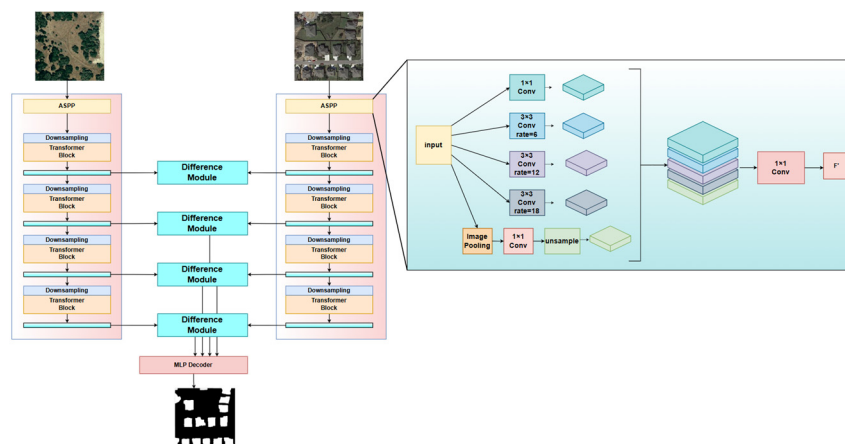 ASPP
Downsampling
Transformer
Block
Downsampling
Transformer
Block
Downsampling
Transformer
Block
Downsampling
Transformer
Block
Difference
Module
Difference
Module
Difference
Module
Difference
Module
MLP Decoder
ASPP
Downsampling
Transformer
Block
Downsampling
Transformer
Block
Downsampling
Transformer
Block
Downsampling
Transformer
Block
input
1×1
Conv
3×3
Conv
rate=6
3×3
Conv
rate=12
3×3
Conv
rate=18
Image
Pooling
1×1
Conv
unsample
1×1
Conv
F'